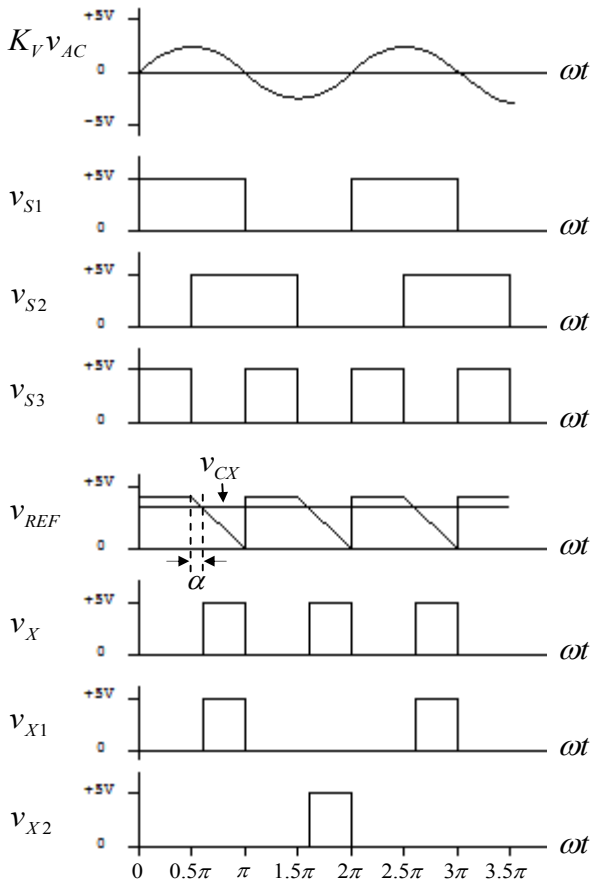 +5V
K_V v_AC
0
ωt
-5V
+5V
v_S1
0
ωt
+5V
v_S2
0
ωt
+5V
v_S3
0
ωt
v_CX
+5V
v_REF
0
ωt
α
+5V
v_X
0
ωt
+5V
v_X1
0
ωt
+5V
v_X2
0
ωt
0 0.5π π 1.5π 2π 2.5π 3π 3.5π